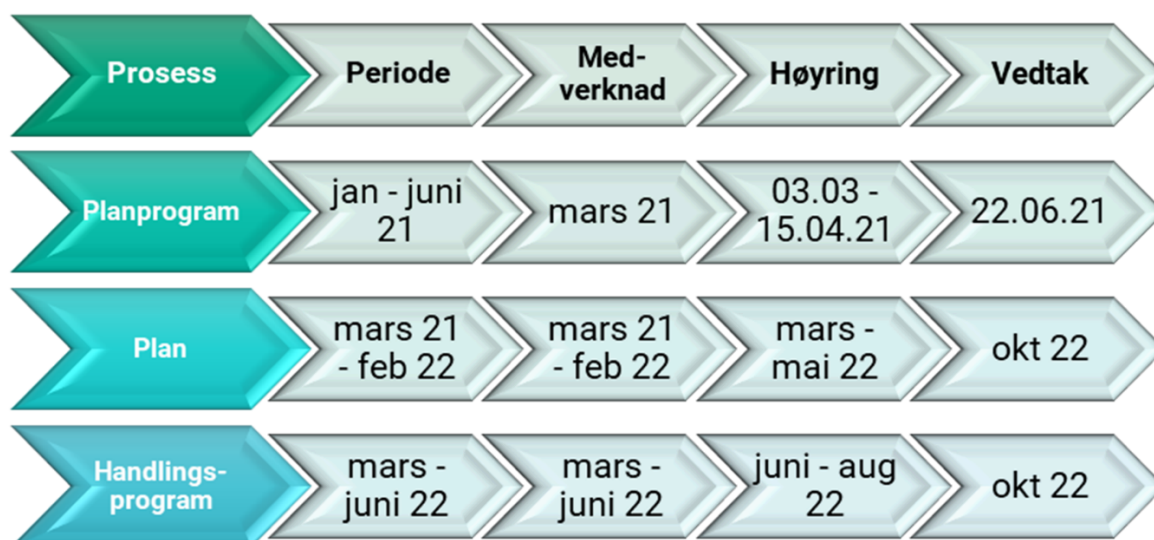 Prosess
Periode
Med-
verknad
Høyring
Vedtak
Planprogram
jan - juni
21
mars 21
03.03 -
15.04.21
22.06.21
Plan
mars 21
- feb 22
mars 21
- feb 22
mars -
mai 22
okt 22
Handlings-
program
mars -
juni 22
mars -
juni 22
juni - aug
22
okt 22